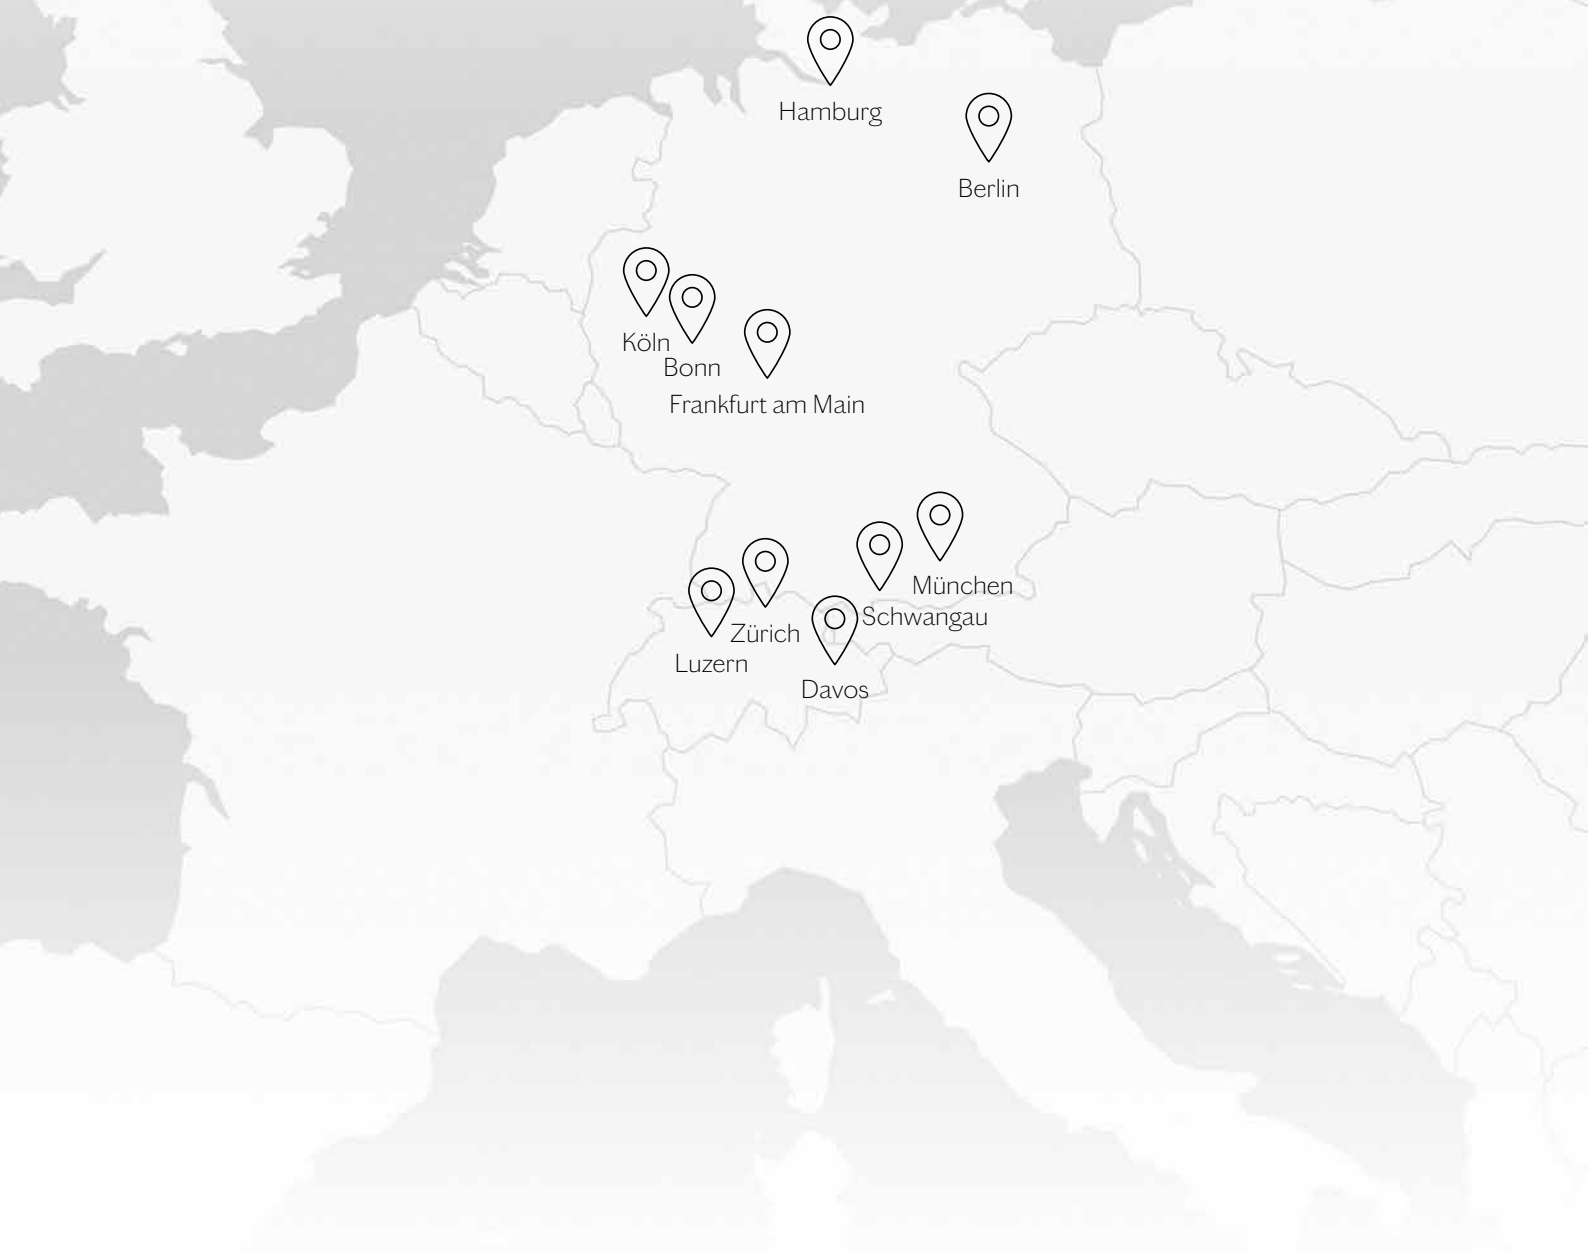 Hamburg
Berlin
Köln
Bonn
Frankfurt am Main
München
Schwangau
Zürich
Luzern
Davos